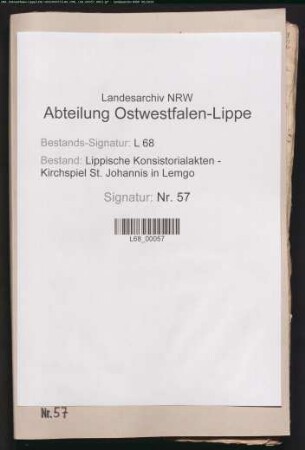 Landesarchiv NRW
Abteilung Ostwestfalen-Lippe
Bestands-Signatur: L 68
Bestand: Lippische Konsistorialakten -
Kirchspiel St. Johannis in Lemgo
Signatur: Nr. 57
L68_00057
Nr. 57